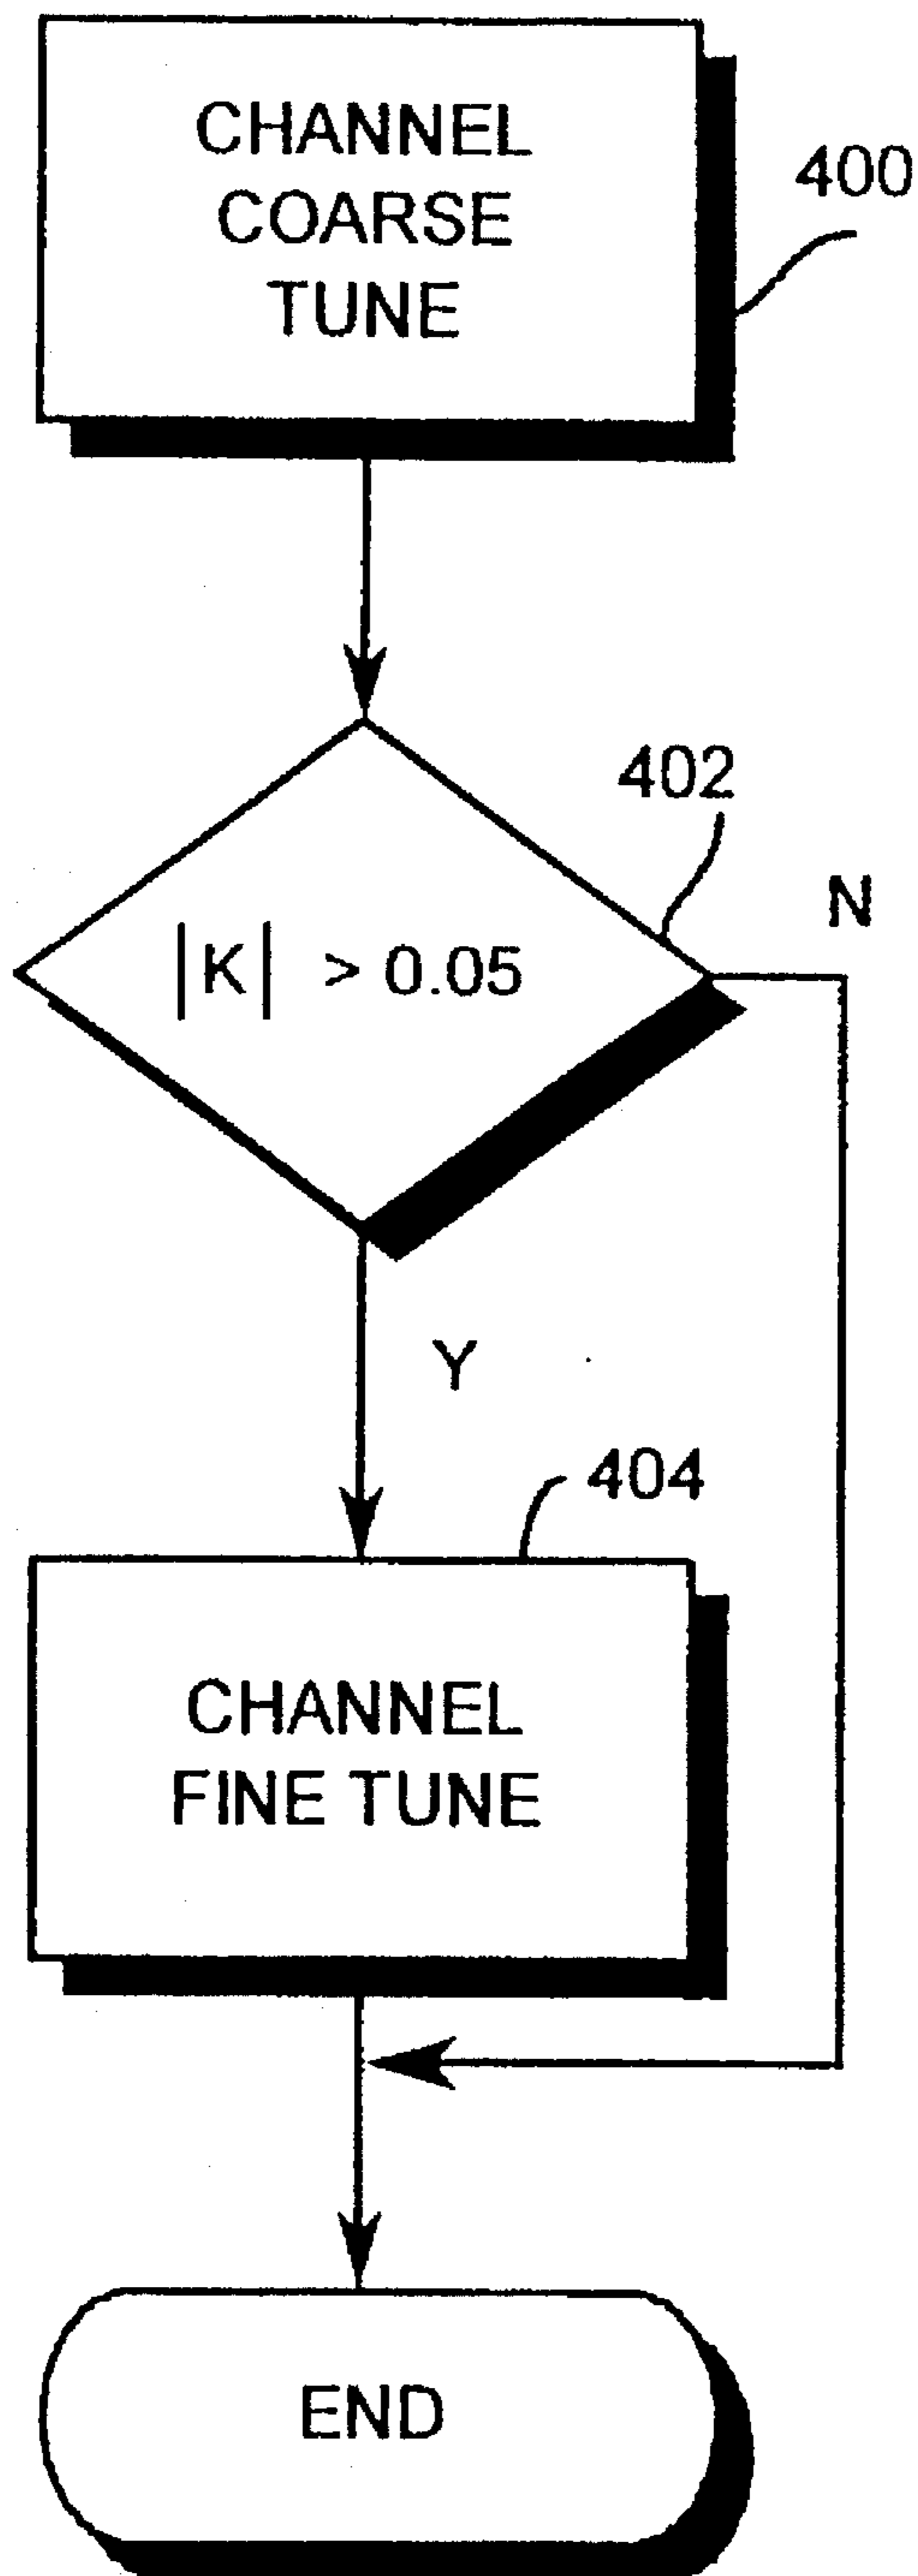 CHANNEL
COARSE
TUNE
400
402
N
|K| > 0.05
Y
404
CHANNEL
FINE TUNE
END